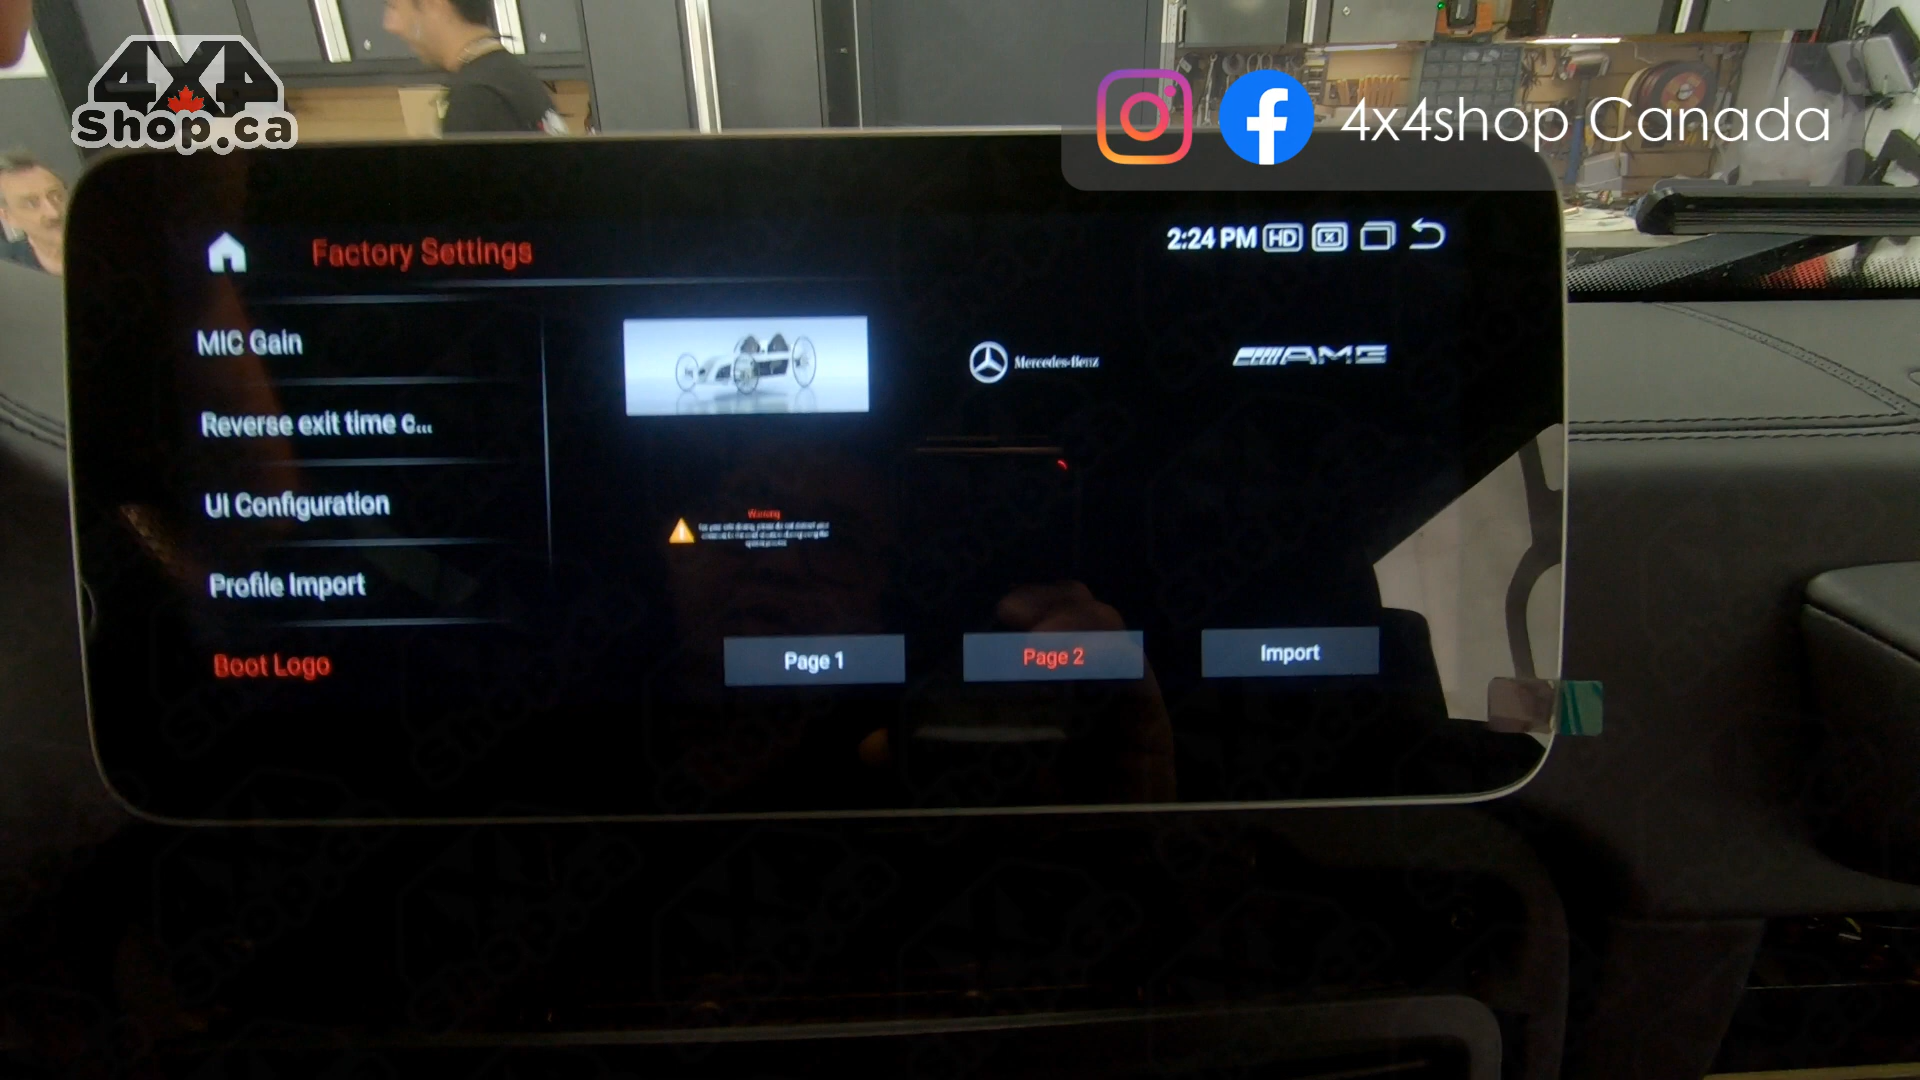 4X4
Shop.ca
4x4shop Canada
Factory Settings
2:24 PM HD
MIC Gain
Mercedes-Benz
AMG
Reverse exit time c...
UI Configuration
Warning
Profile Import
Boot Logo
Page 1
Page 2
Import